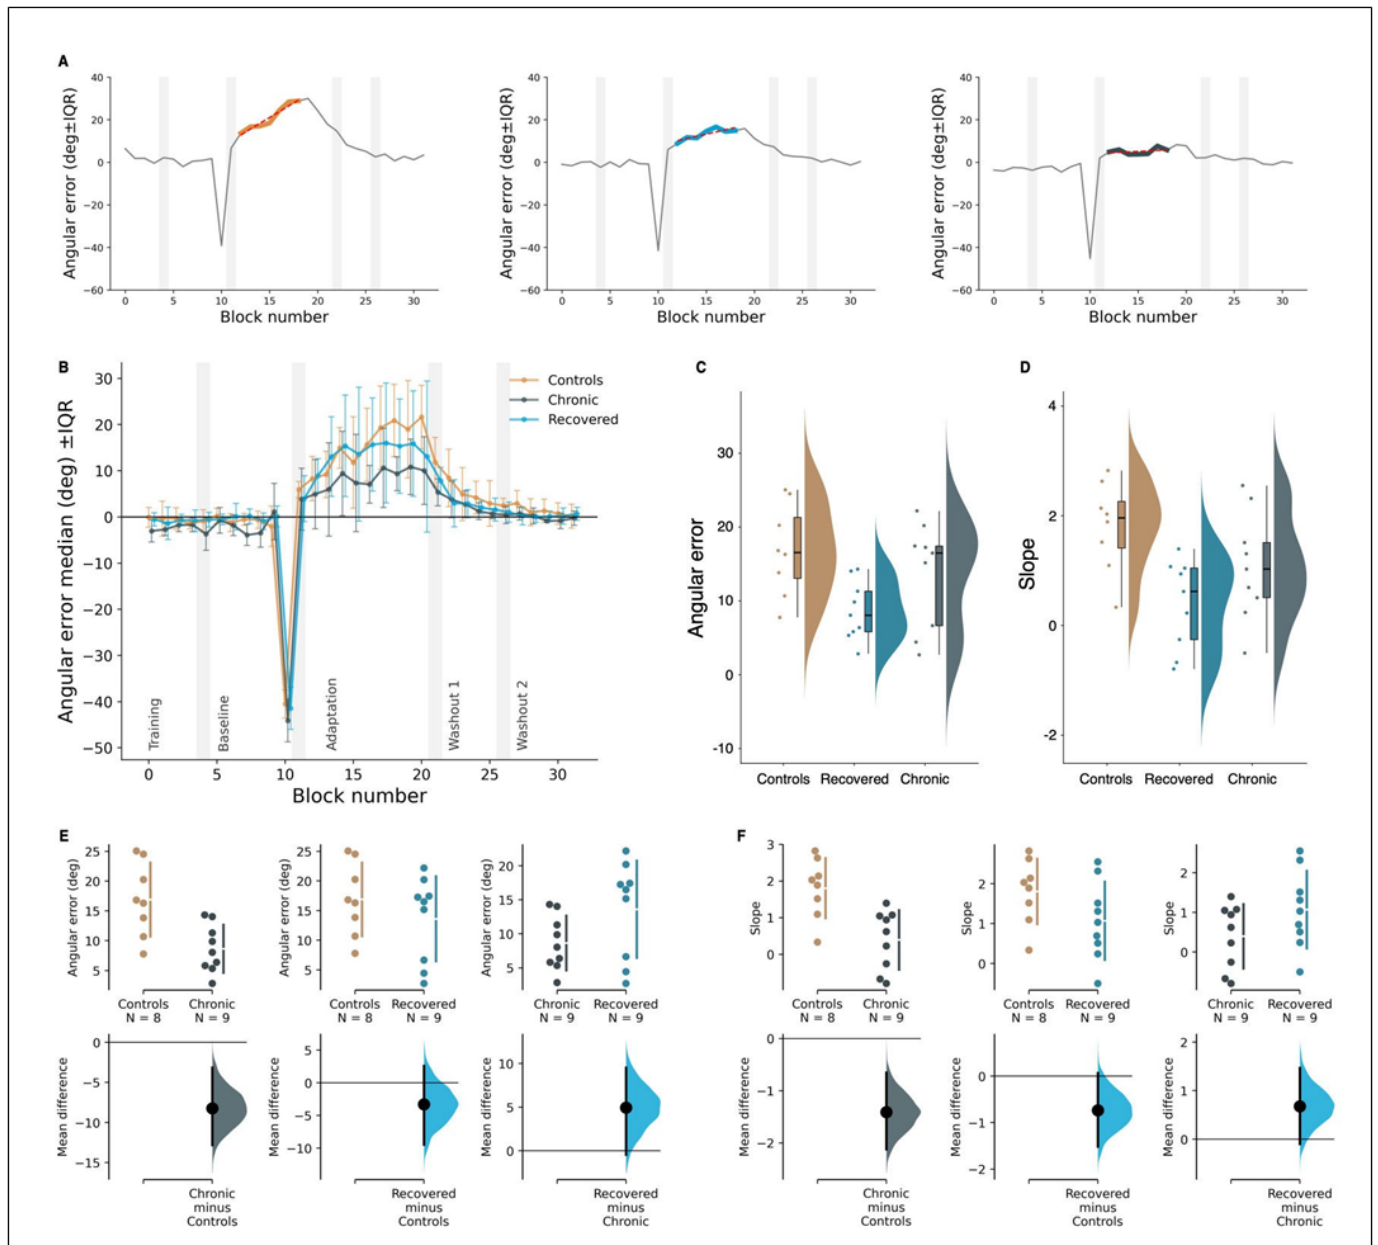 A
40
20
0
−20
−40
−60
Angular error (deg±IQR)
0 5 10 15 20 25 30
Block number
40
20
0
−20
−40
−60
Angular error (deg±IQR)
0 5 10 15 20 25 30
Block number
40
20
0
−20
−40
−60
Angular error (deg±IQR)
0 5 10 15 20 25 30
Block number
B
Angular error median (deg) ±IQR
30
20
10
0
−10
−20
−30
−40
−50
Controls
Chronic
Recovered
Training
Baseline
Adaptation
Washout 1
Washout 2
0 5 10 15 20 25 30
Block number
C
Angular error
30
20
10
0
-10
Controls Recovered Chronic
D
Slope
4
2
0
-2
Controls Recovered Chronic
E
Angular error (deg)
25
20
15
10
5
Controls Chronic
N = 8 N = 9
Angular error (deg)
25
20
15
10
5
Controls Recovered
N = 8 N = 9
Angular error (deg)
20
15
10
5
Chronic Recovered
N = 9 N = 9
Mean difference
0
−5
−10
−15
Chronic
minus
Controls
Mean difference
5
0
−5
−10
Recovered
minus
Controls
Mean difference
10
5
0
Recovered
minus
Chronic
F
Slope
3
2
1
0
Controls Chronic
N = 8 N = 9
Slope
2
1
0
Controls Recovered
N = 8 N = 9
Slope
2
1
0
Chronic Recovered
N = 9 N = 9
Mean difference
0
−1
−2
Chronic
minus
Controls
Mean difference
0
−1
−2
Recovered
minus
Controls
Mean difference
2
1
0
Recovered
minus
Chronic